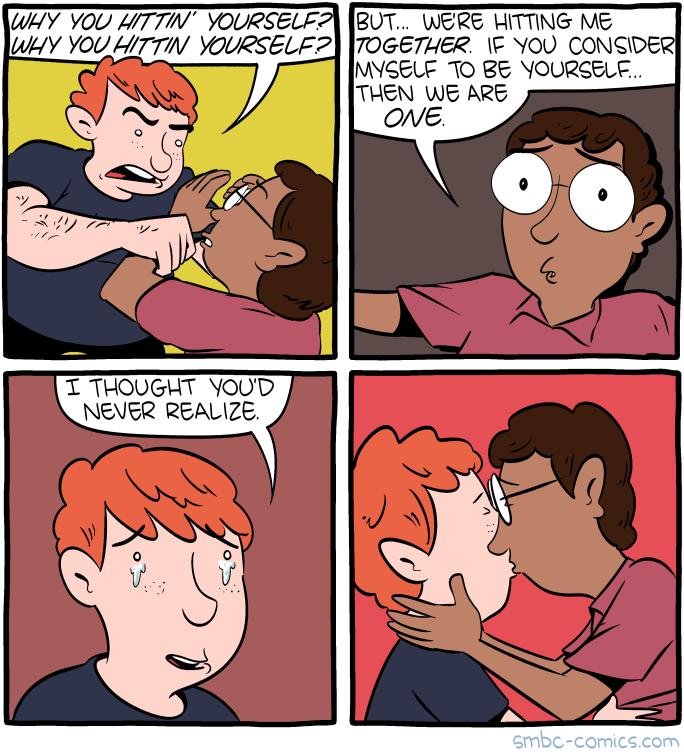 WHY YOU HITTIN' YOURSELF?
WHY YOU HITTIN YOURSELF?
BUT... WE'RE HITTING ME
TOGETHER. IF YOU CONSIDER
MYSELF TO BE YOURSELF...
THEN WE ARE
ONE.
I THOUGHT YOU'D
NEVER REALIZE.
smbc-comics.com